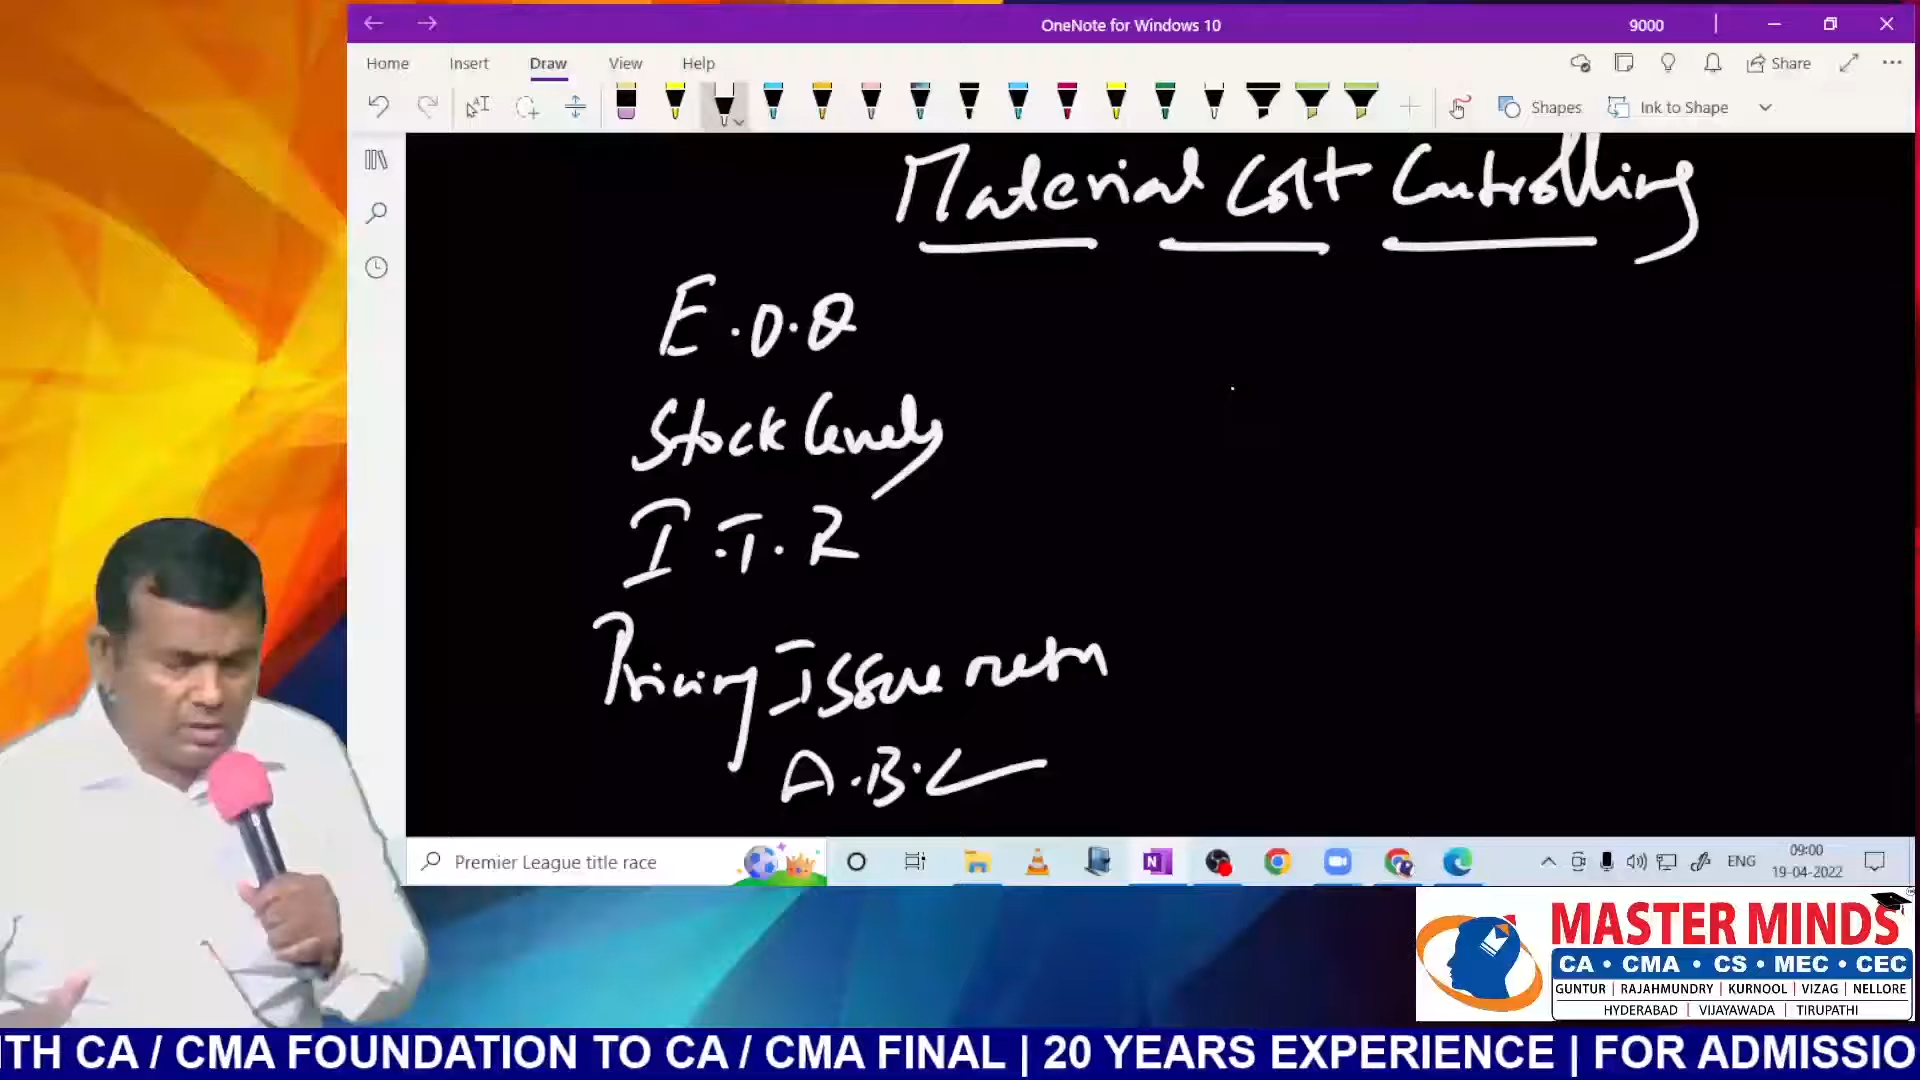 OneNote for Windows 10
9000
Home
Insert
Draw
View
Help
Share
Shapes
Ink to Shape
Material Cost Controlling
E.O.Q
Stock levels
I.T.R
Pricing Issue
A.B.C
Premier League title race
ENG
09:00
19-04-2022
MASTER MINDS
CA • CMA • CS • MEC • CEC
GUNTUR | RAJAHMUNDRY | KURNOOL | VIZAG | NELLORE
HYDERABAD | VIJAYAWADA | TIRUPATHI
ITH CA / CMA FOUNDATION TO CA / CMA FINAL | 20 YEARS EXPERIENCE | FOR ADMISSIO